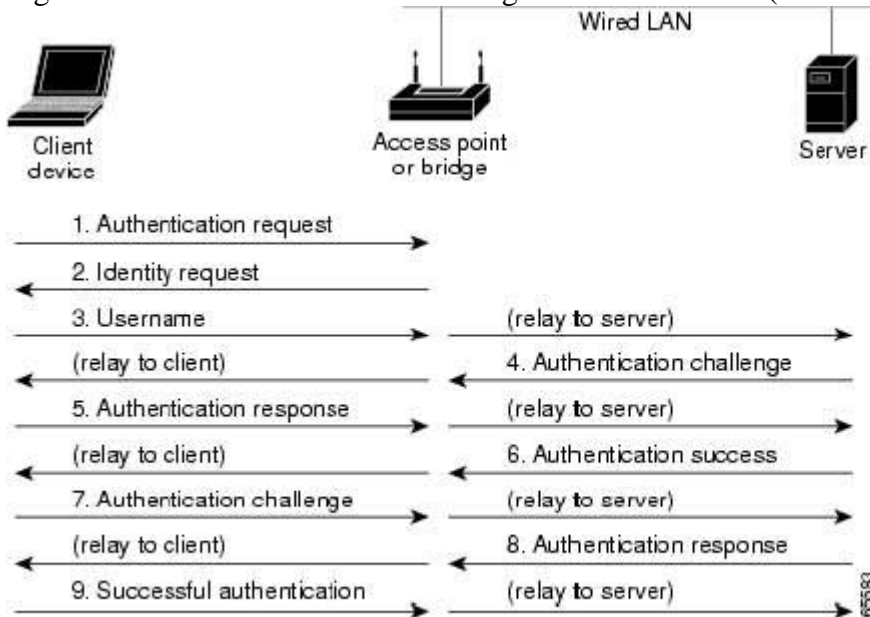 Wired LAN
Client
device
Access point
or bridge
Server
1. Authentication request
2. Identity request
3. Username
(relay to server)
(relay to client)
4. Authentication challenge
5. Authentication response
(relay to server)
(relay to client)
6. Authentication success
7. Authentication challenge
(relay to server)
(relay to client)
8. Authentication response
9. Successful authentication
(relay to server)
65583